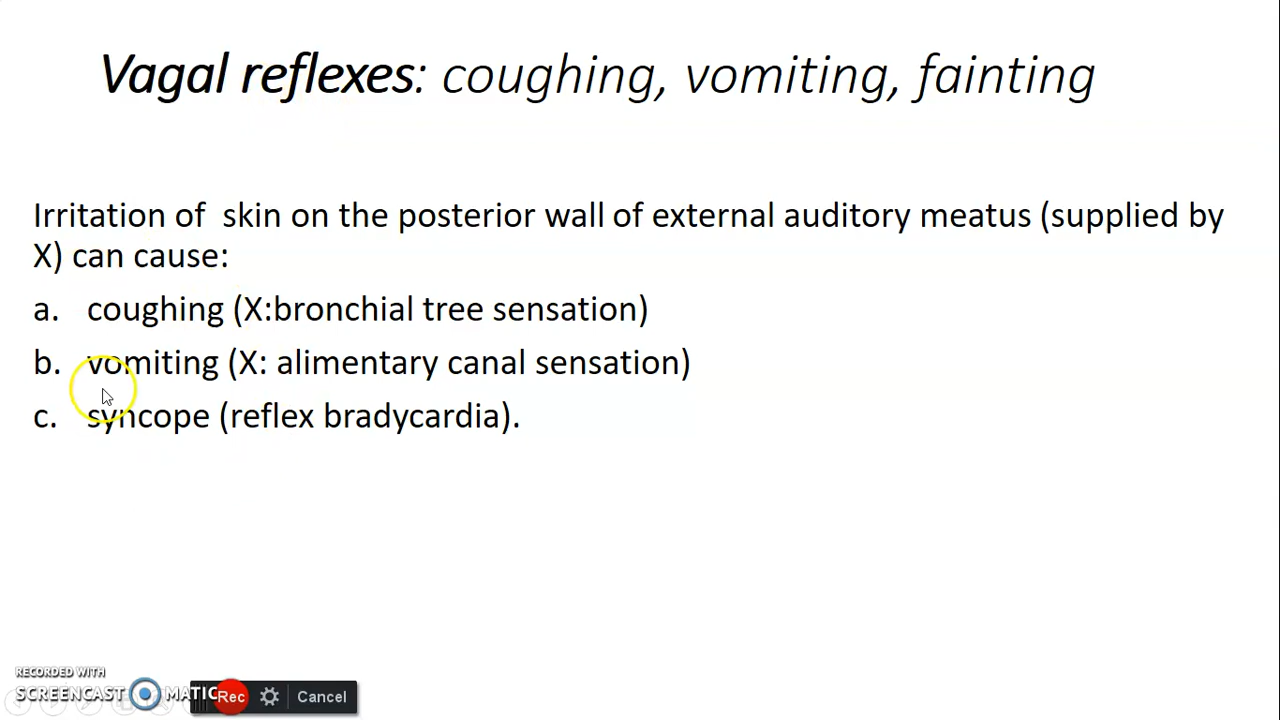 Vagal reflexes: coughing, vomiting, fainting
Irritation of  skin on the posterior wall of external auditory meatus (supplied by
X) can cause:
a. coughing (X:bronchial tree sensation)
b. vomiting (X: alimentary canal sensation)
c. syncope (reflex bradycardia).
RECORDED WITH
SCREENCAST MATIC
Rec
Cancel